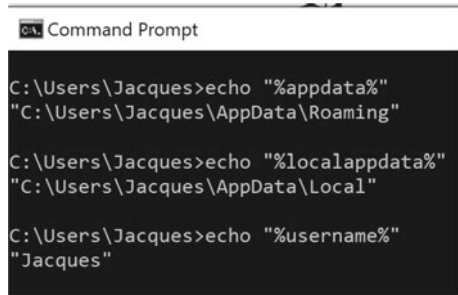 Command Prompt
C:\Users\Jacques>echo "%appdata%"
"C:\Users\Jacques\AppData\Roaming"
C:\Users\Jacques>echo "%localappdata%"
"C:\Users\Jacques\AppData\Local"
C:\Users\Jacques>echo "%username%"
"Jacques"